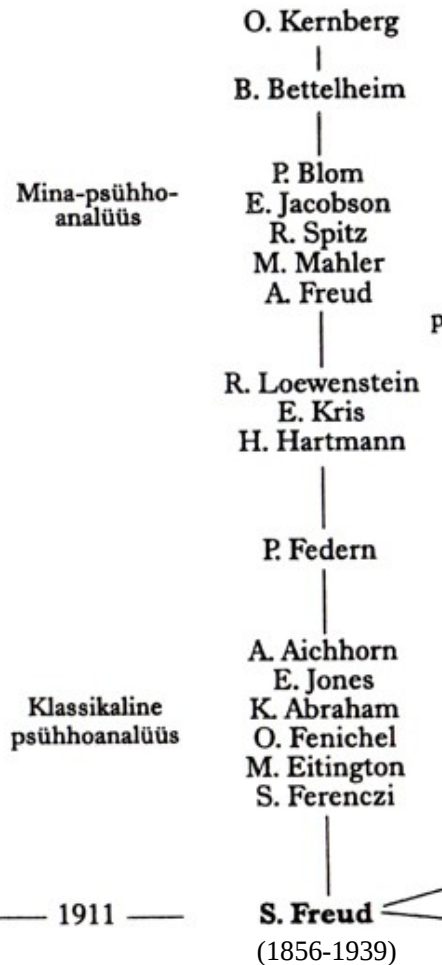 O. Kernberg
B. Bettelheim
P. Blom
E. Jacobson
R. Spitz
M. Mahler
A. Freud
Mina-psühho-
analüüs
p
R. Loewenstein
E. Kris
H. Hartmann
P. Federn
A. Aichhorn
E. Jones
K. Abraham
O. Fenichel
M. Eitington
S. Ferenczi
Klassikaline
psühhoanalüüs
1911
S. Freud
(1856-1939)